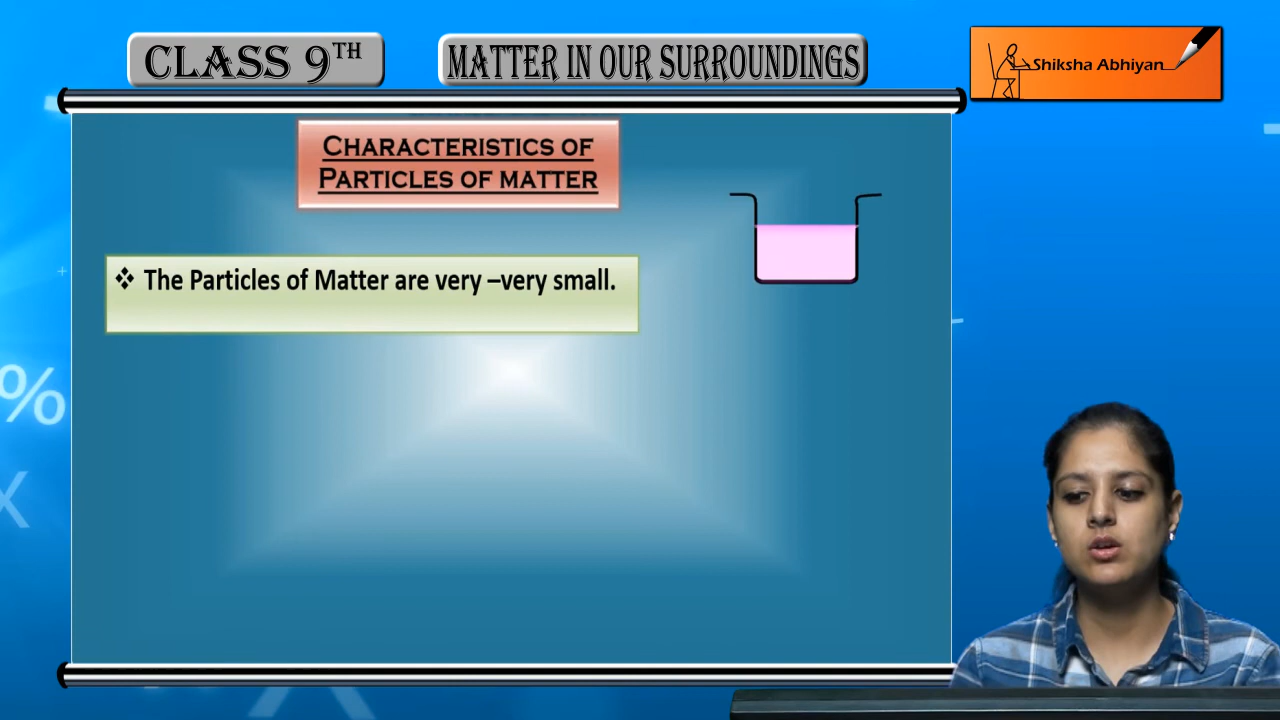 CLASS 9TH
MATTER IN OUR SURROUNDINGS
Shiksha Abhiyan
CHARACTERISTICS OF
PARTICLES OF MATTER
❖ The Particles of Matter are very –very small.
%
X